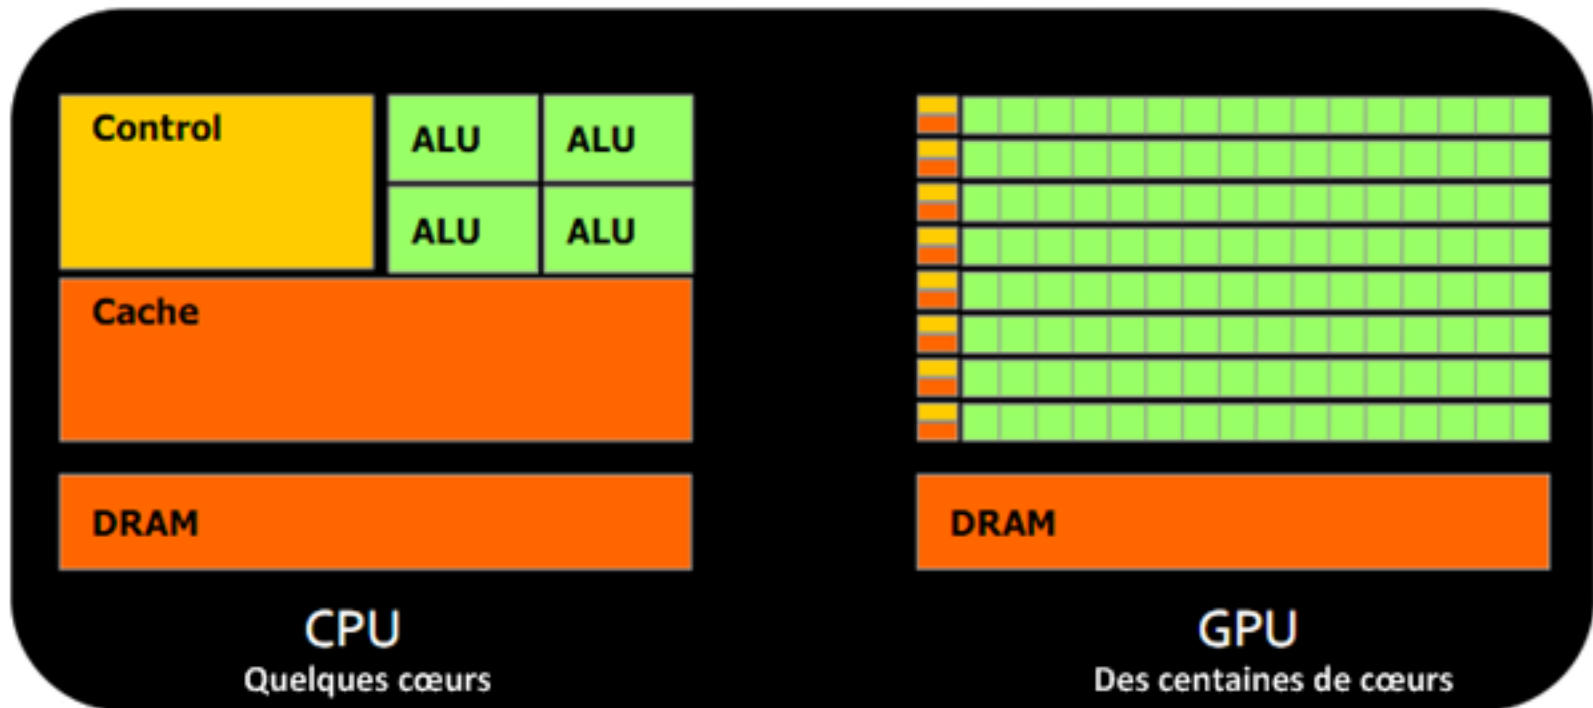 Control
ALU
ALU
ALU
ALU
Cache
DRAM
CPU
Quelques cœurs
DRAM
GPU
Des centaines de cœurs